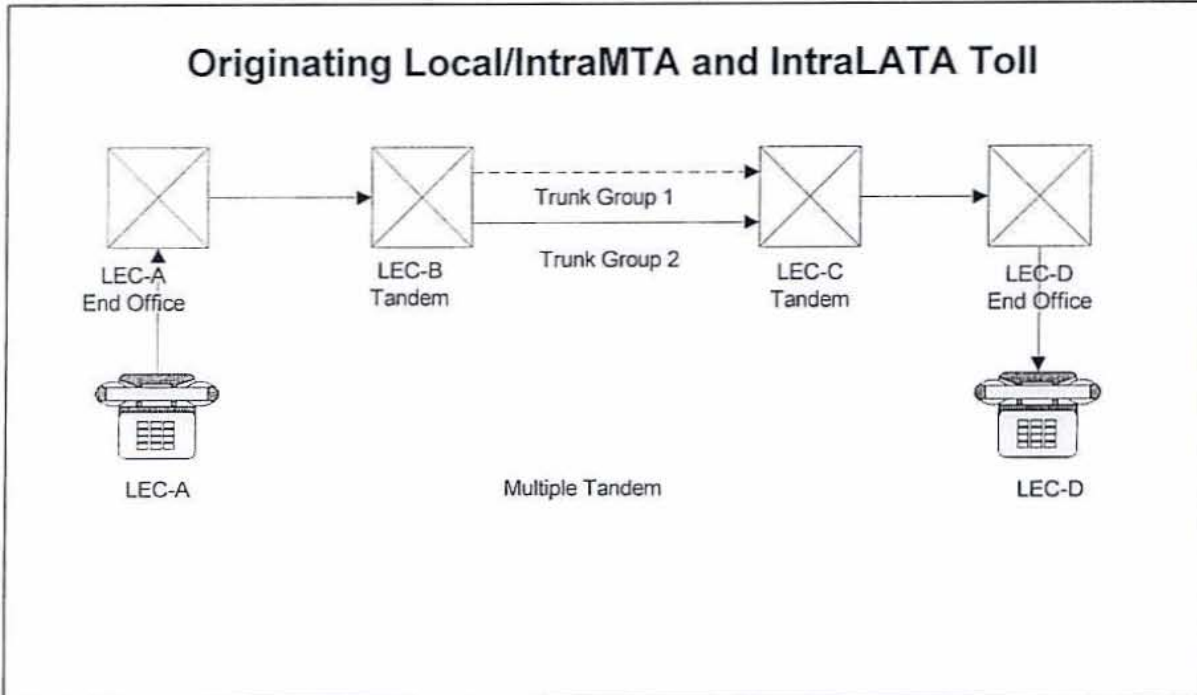 Originating Local/IntraMTA and IntraLATA Toll
Trunk Group 1
Trunk Group 2
LEC-A
End Office
LEC-B
Tandem
LEC-C
Tandem
LEC-D
End Office
LEC-A
Multiple Tandem
LEC-D